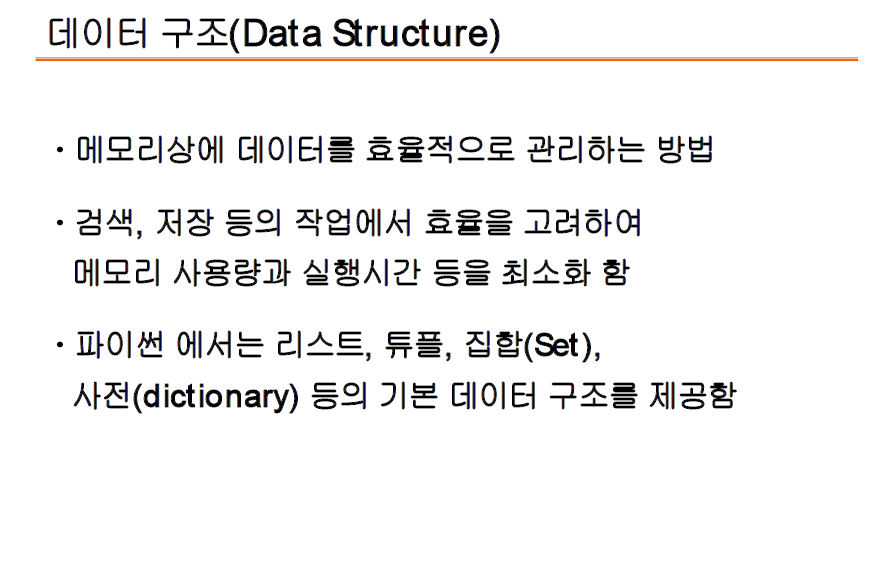 데이터 구조(Data Structure)
· 메모리상에 데이터를 효율적으로 관리하는 방법
· 검색, 저장 등의 작업에서 효율을 고려하여
메모리 사용량과 실행시간 등을 최소화 함
· 파이썬 에서는 리스트, 튜플, 집합(Set),
사전(dictionary) 등의 기본 데이터 구조를 제공함